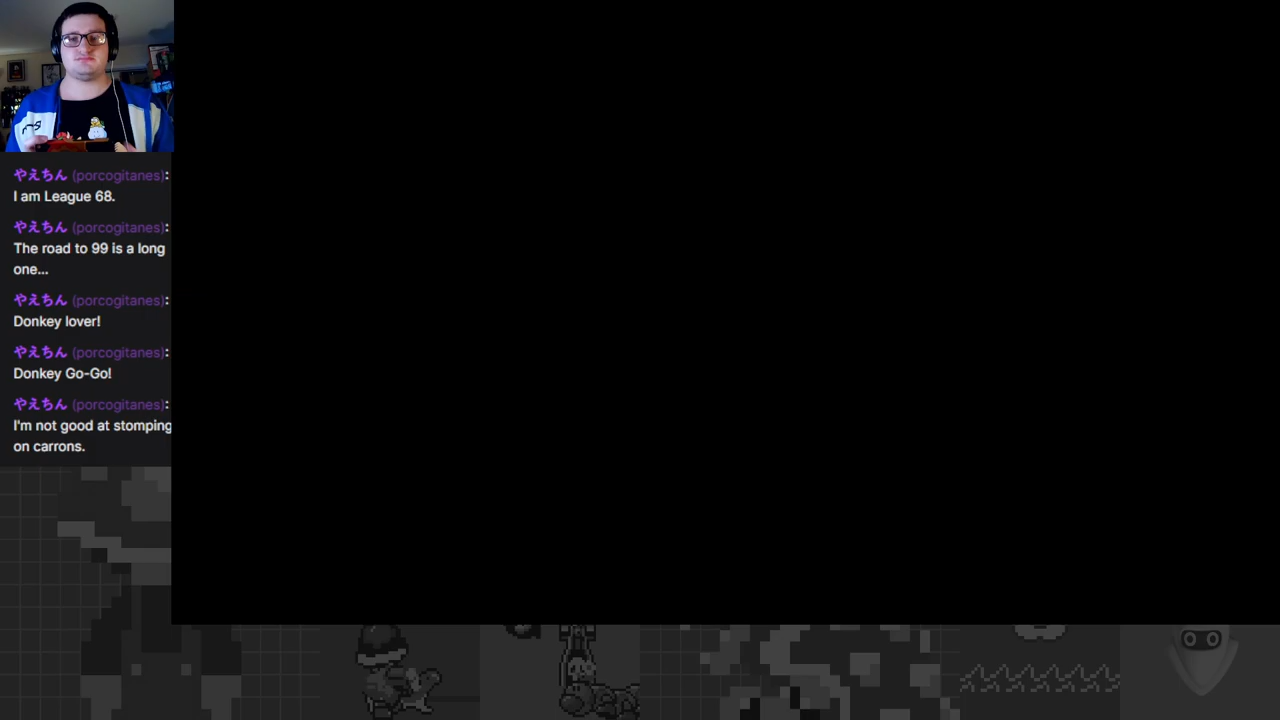 やえちん (porcogitanes):
I am League 68.
やえちん (porcogitanes):
The road to 99 is a long
one...
やえちん (porcogitanes):
Donkey lover!
やえちん (porcogitanes):
Donkey Go-Go!
やえちん (porcogitanes):
I'm not good at stomping
on carrons.